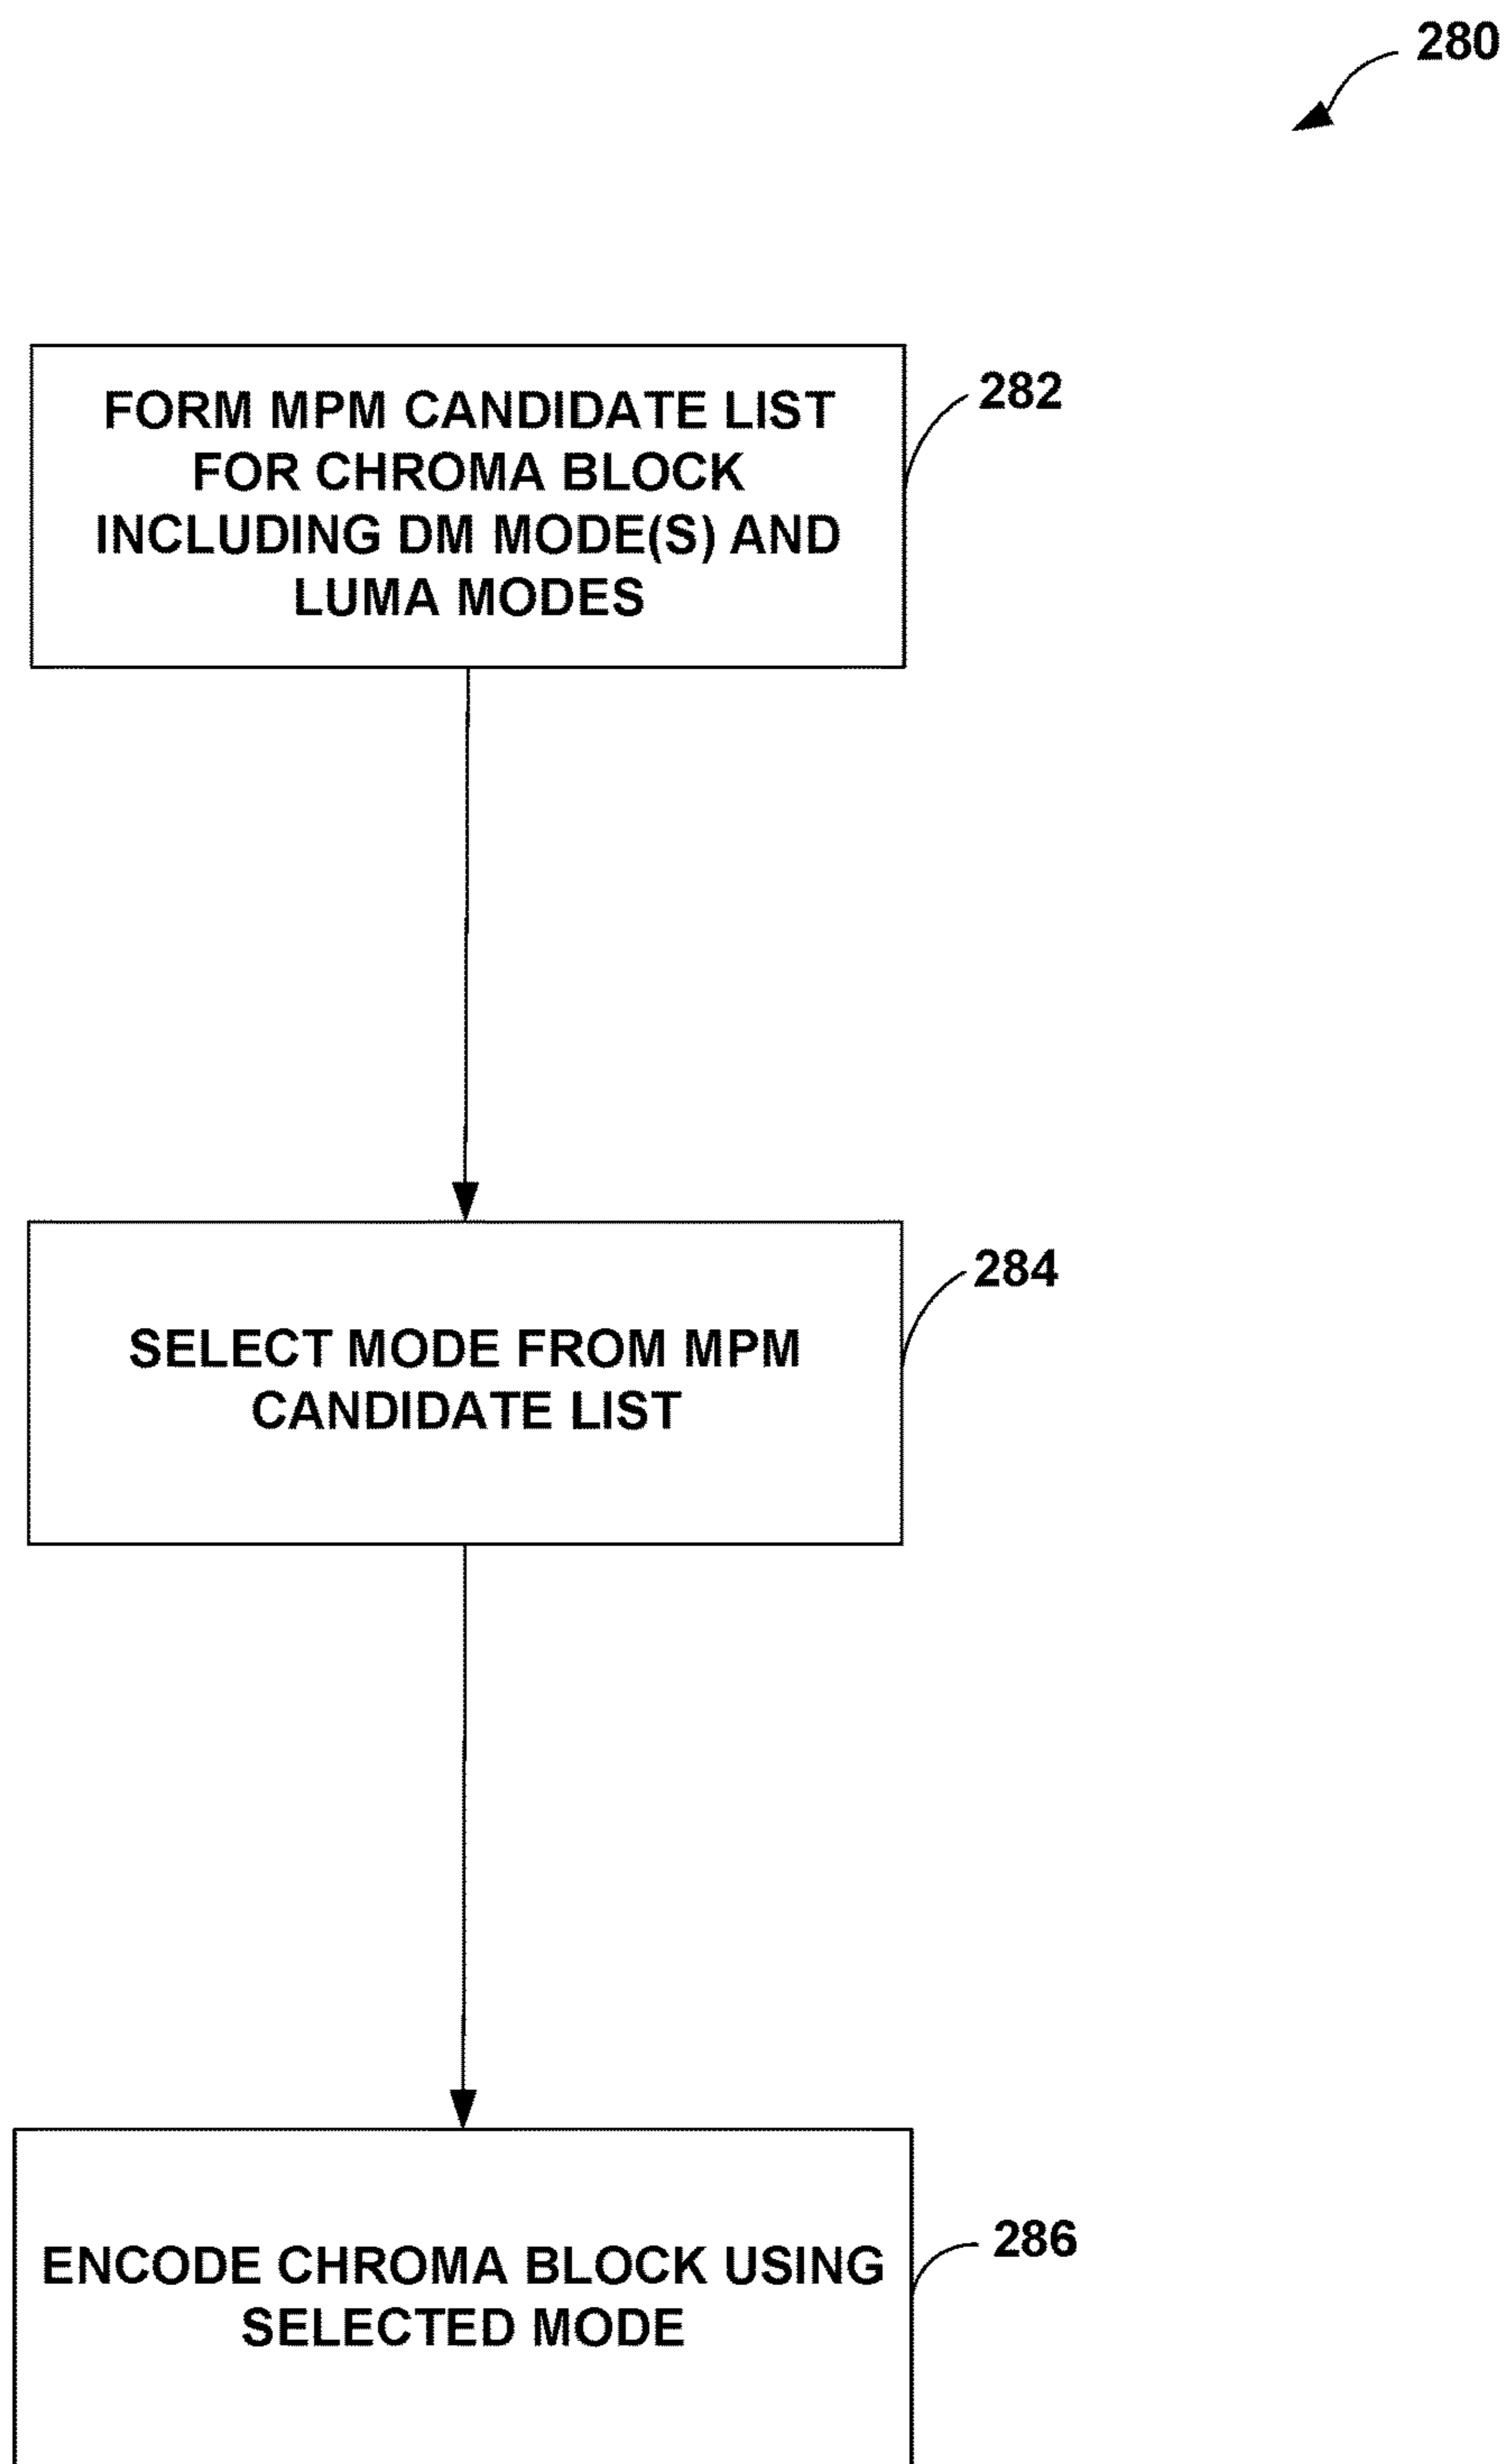 280
FORM MPM CANDIDATE LIST
FOR CHROMA BLOCK
INCLUDING DM MODE(S) AND
LUMA MODES
282
SELECT MODE FROM MPM
CANDIDATE LIST
284
ENCODE CHROMA BLOCK USING
SELECTED MODE
286